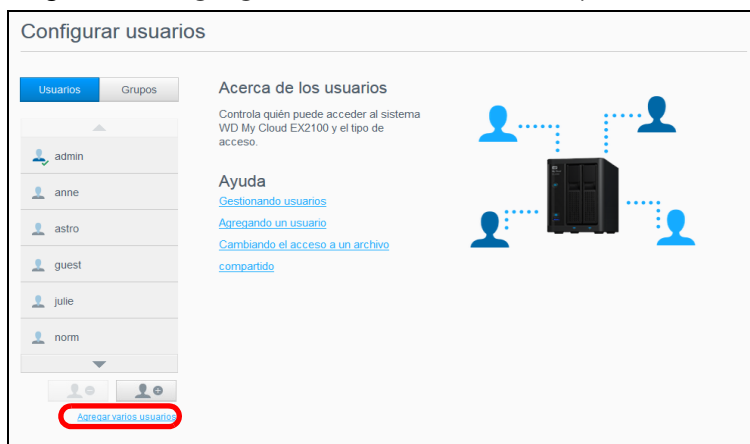 Configurar usuarios
Usuarios
Grupos
admin
anne
astro
guest
julie
norm
Agregar varios usuarios
Acerca de los usuarios
Controla quién puede acceder al sistema
WD My Cloud EX2100 y el tipo de
acceso.
Ayuda
Gestionando usuarios
Agregando un usuario
Cambiando el acceso a un archivo
compartido